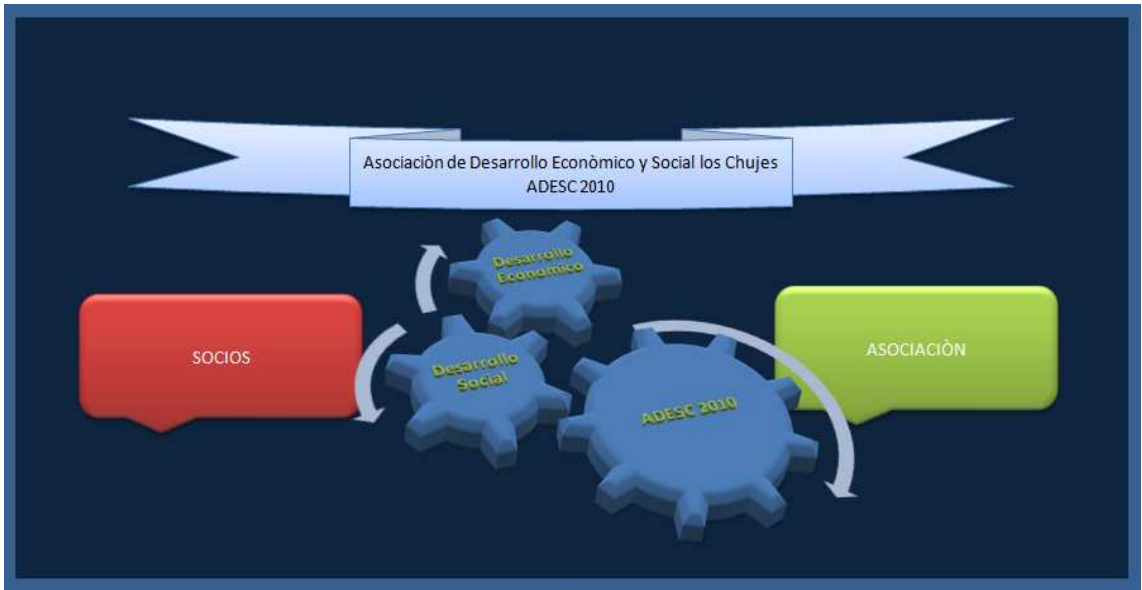 Asociaciòn de Desarrollo Econòmico y Social los Chujes
ADESC 2010
Desarrollo
Economico
SOCIOS
Desarrollo
Social
ADESC 2010
ASOCIACIÒN